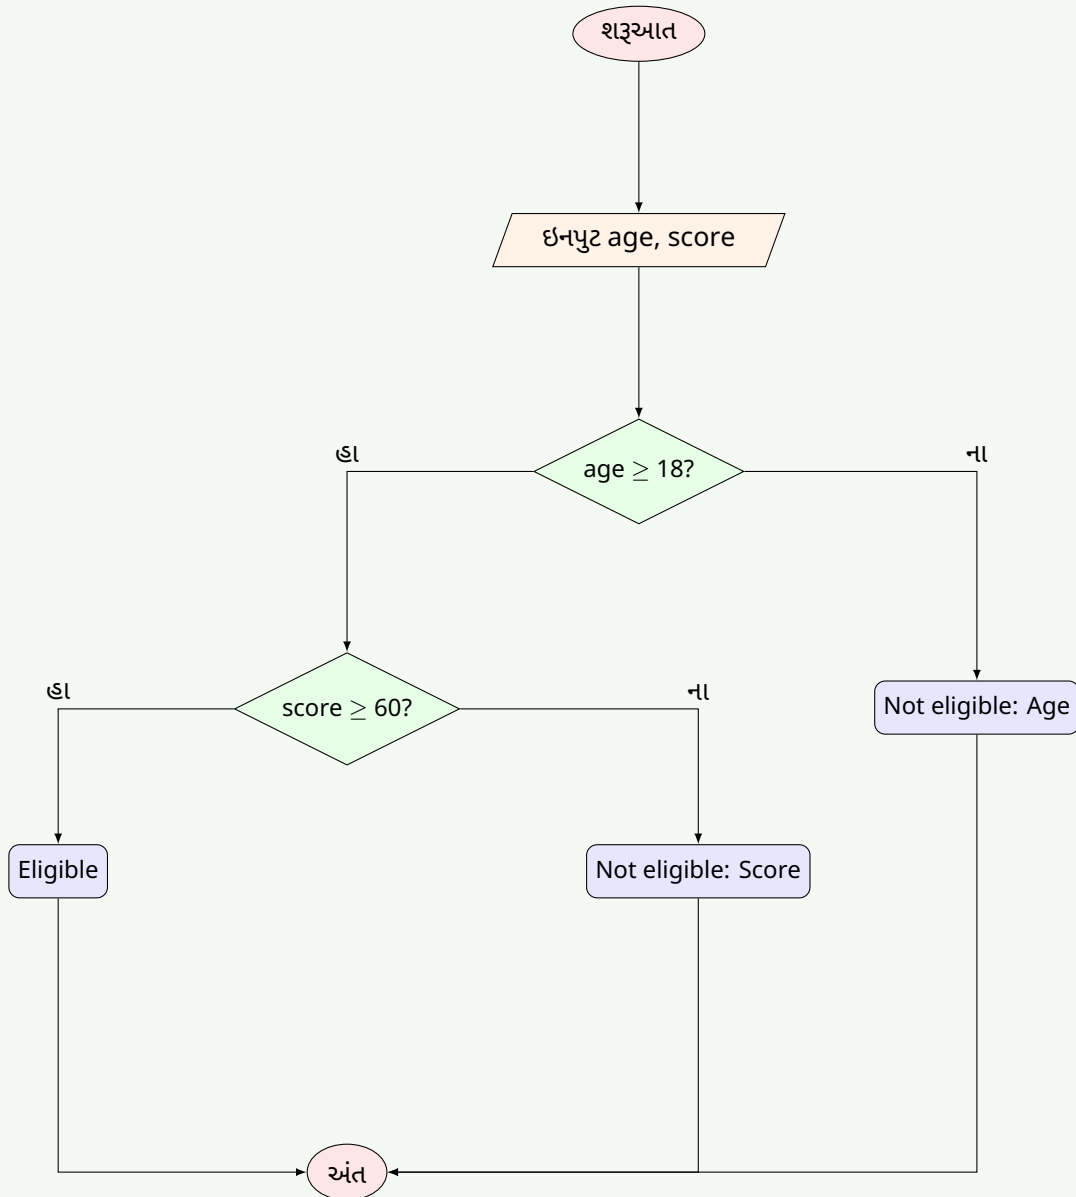 શરૂઆત
ઇનપુટ age, score
હા
age ≥ 18?
ના
હા
score ≥ 60?
ના
Not eligible: Age
Eligible
Not eligible: Score
અંત